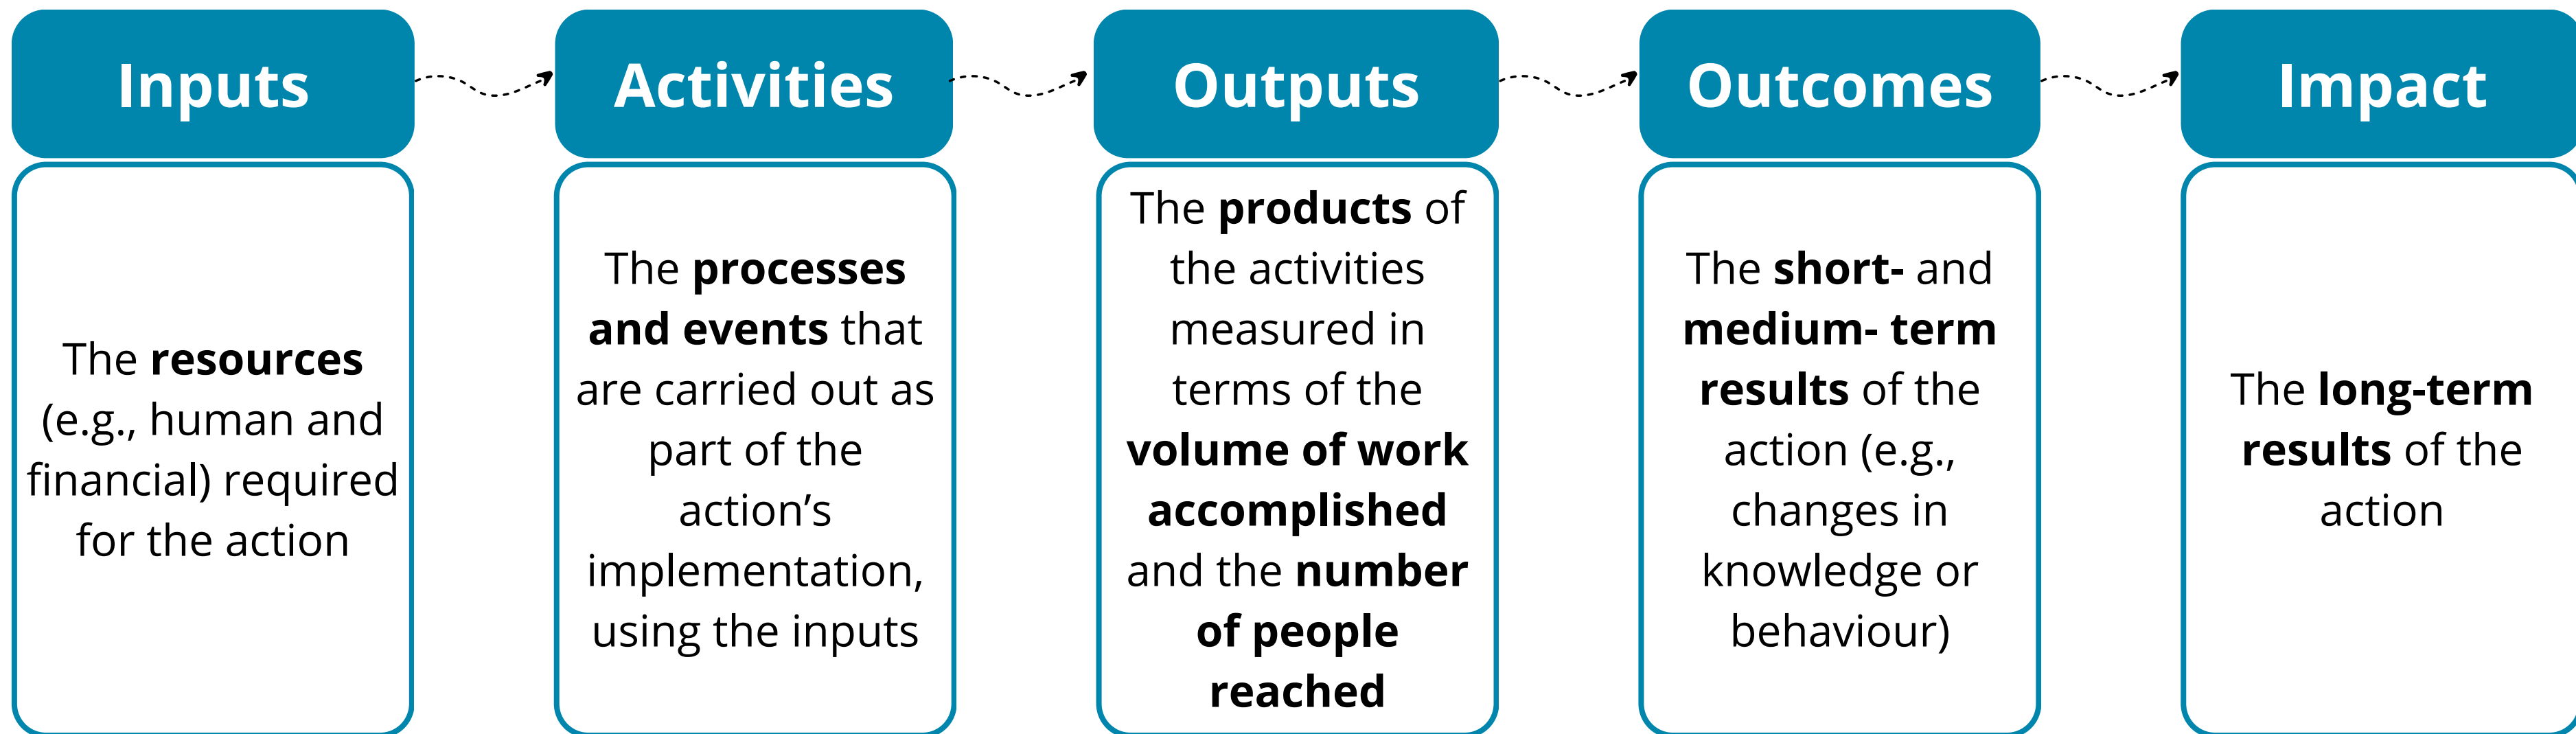 Inputs
The resources
(e.g., human and
financial) required
for the action
Activities
The processes
and events that
are carried out as
part of the
action’s
implementation,
using the inputs
Outputs
The products of
the activities
measured in
terms of the
volume of work
accomplished
and the number
of people
reached
Outcomes
The short- and
medium- term
results of the
action (e.g.,
changes in
knowledge or
behaviour)
Impact
The long-term
results of the
action